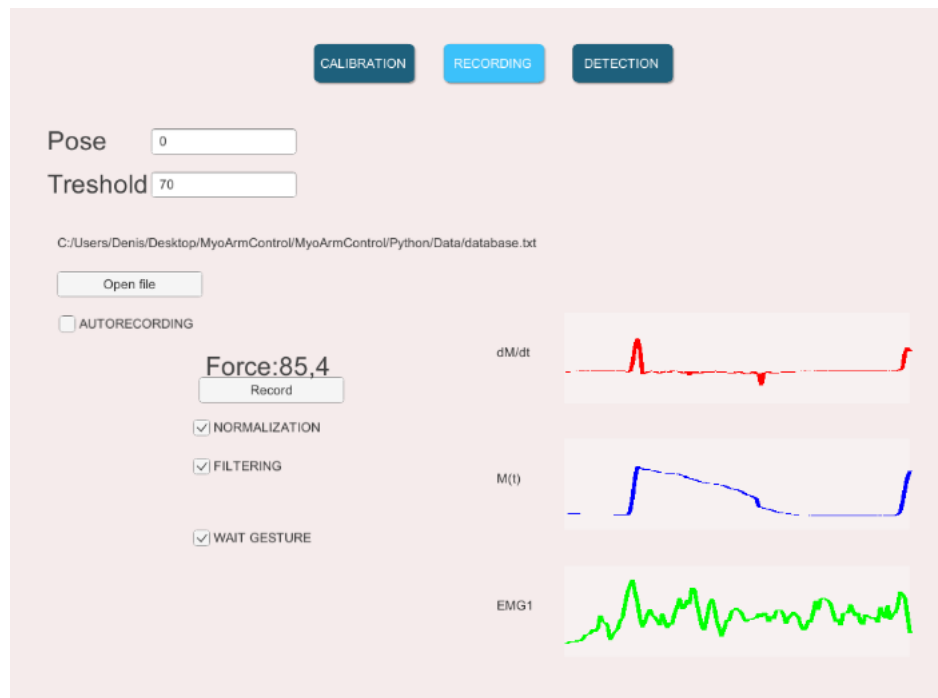 CALIBRATION RECORDING DETECTION
Pose 0
Treshold 70
C:/Users/Denis/Desktop/MyoArmControl/MyoArmControl/Python/Data/database.txt
Open file
AUTORECORDING
Force:85,4
Record
NORMALIZATION
FILTERING
WAIT GESTURE
dM/dt
M(t)
EMG1